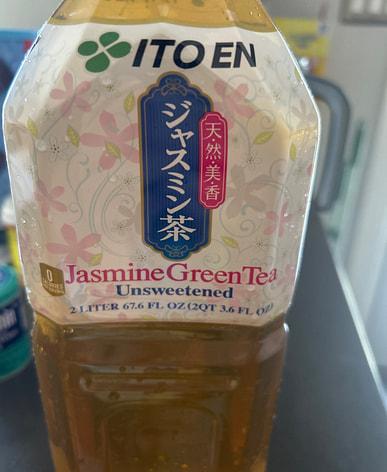 ITO EN
ジャスミン茶
天・然・美・香
0
Jasmine Green Tea
Unsweetened
2 LITER 67.6 FL OZ (2QT 3.6 FL OZ)